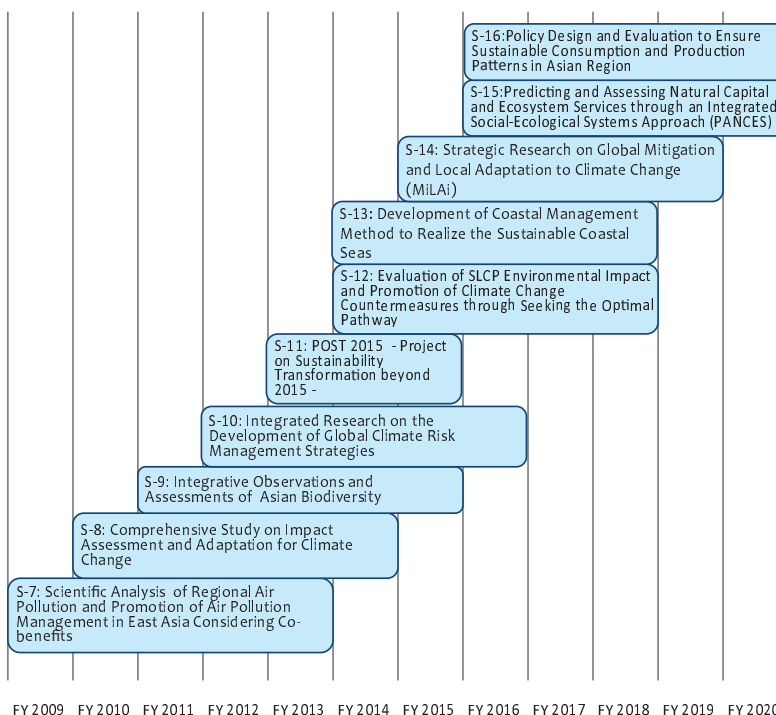 S-16:Policy Design and Evaluation to Ensure
Sustainable Consumption and Production
Patterns in Asian Region
S-15:Predicting and Assessing Natural Capital
and Ecosystem Services through an Integrated
Social-Ecological Systems Approach (PANCES)
S-14: Strategic Research on Global Mitigation
and Local Adaptation to Climate Change
(MiLAi)
S-13: Development of Coastal Management
Method to Realize the Sustainable Coastal
Seas
S-12: Evaluation of SLCP Environmental Impact
and Promotion of Climate Change
Countermeasures through Seeking the Optimal
Pathway
S-11: POST 2015 - Project
on Sustainability
Transformation beyond
2015 -
S-10: Integrated Research on the
Development of Global Climate Risk
Management Strategies
S-9: Integrative Observations and
Assessments of Asian Biodiversity
S-8: Comprehensive Study on Impact
Assessment and Adaptation for Climate
Change
S-7: Scientific Analysis of Regional Air
Pollution and Promotion of Air Pollution
Management in East Asia Considering Co-
benefits
FY 2009 FY 2010 FY 2011 FY 2012 FY 2013 FY 2014 FY 2015 FY 2016 FY 2017 FY 2018 FY 2019 FY 2020